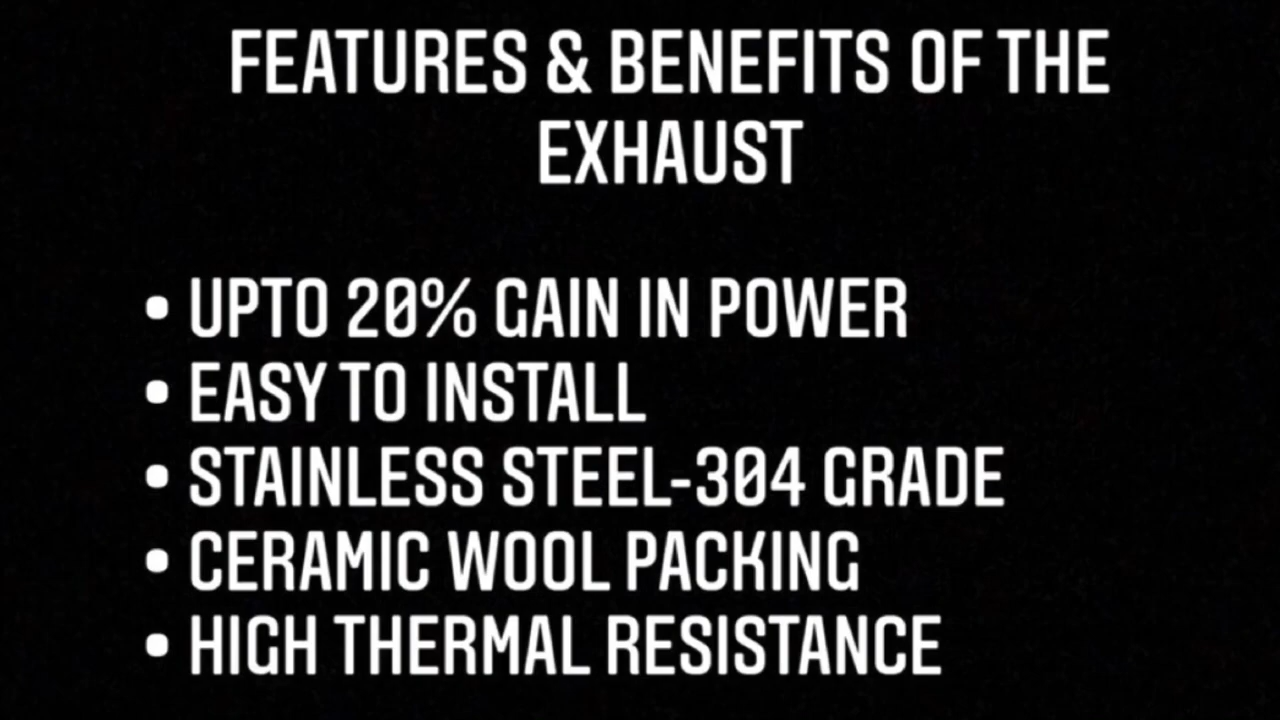 FEATURES & BENEFITS OF THE
EXHAUST
• UPTO 20% GAIN IN POWER
• EASY TO INSTALL
• STAINLESS STEEL-304 GRADE
• CERAMIC WOOL PACKING
• HIGH THERMAL RESISTANCE